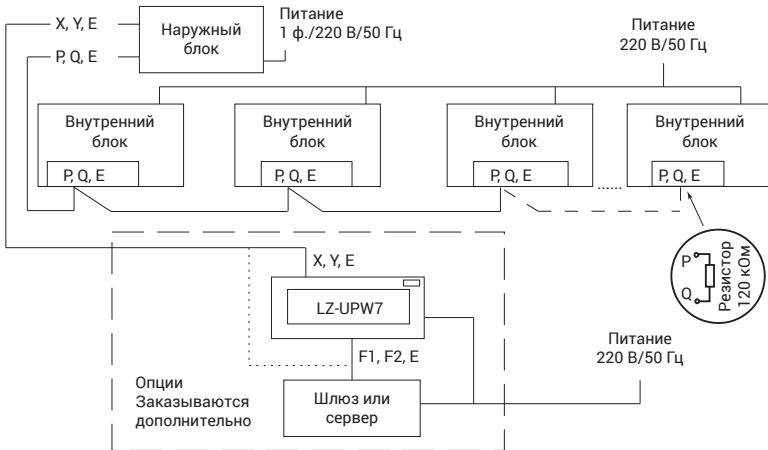 X, Y, E
P, Q, E
Наружный
блок
Питание
1 ф./220 В/50 Гц
Питание
220 В/50 Гц
Внутренний
блок
P, Q, E
Внутренний
блок
P, Q, E
Внутренний
блок
P, Q, E
Внутренний
блок
P, Q, E
P
Q
Резистор
120 кОм
X, Y, E
LZ-UPW7
F1, F2, E
Шлюз или
сервер
Опции
Заказываются
дополнительно
Питание
220 В/50 Гц